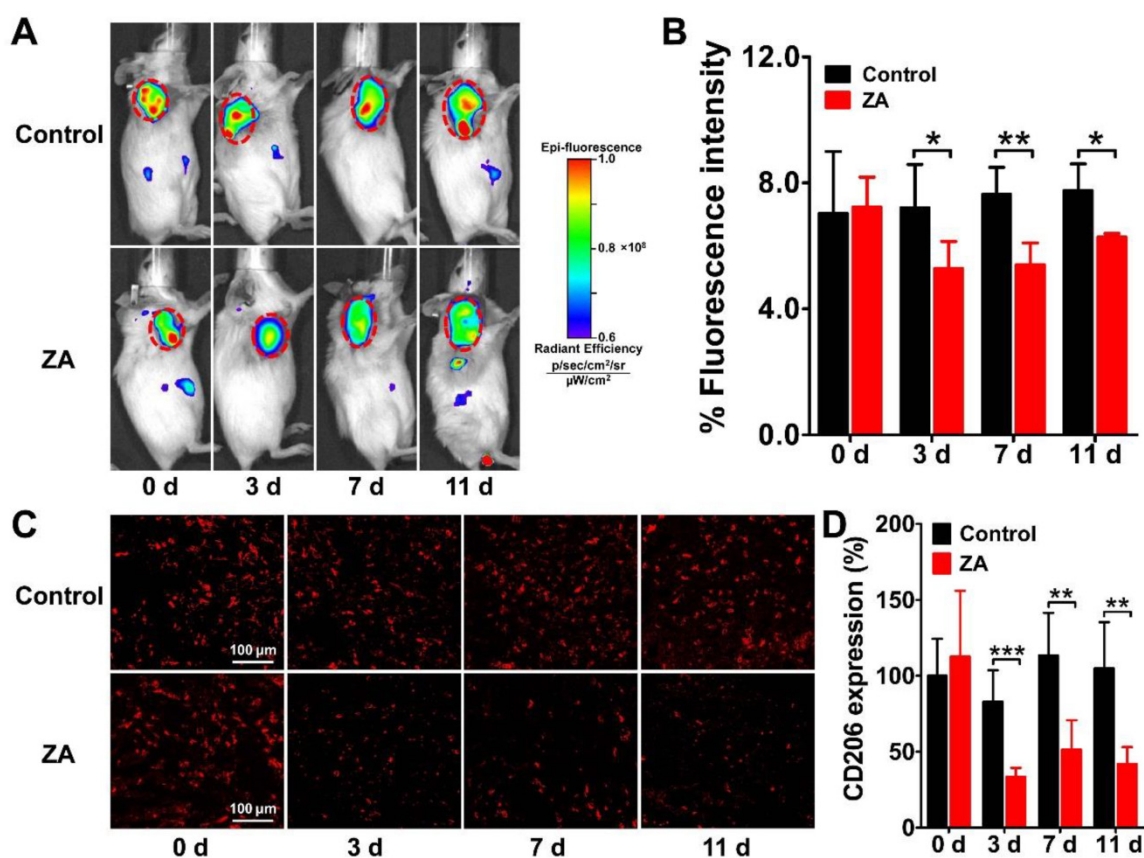 A
Control
ZA
0 d 3 d 7 d 11 d
Epi-fluorescence
1.0
0.8 ×10⁸
0.6
Radiant Efficiency
p/sec/cm²/sr
µW/cm²
B
% Fluorescence intensity
12.0
8.0
4.0
0.0
Control
ZA
* ** *
0 d 3 d 7 d 11 d
C
Control
100 µm
ZA
100 µm
0 d 3 d 7 d 11 d
D
CD206 expression (%)
200
150
100
50
0
Control
ZA
*** ** **
0 d 3 d 7 d 11 d